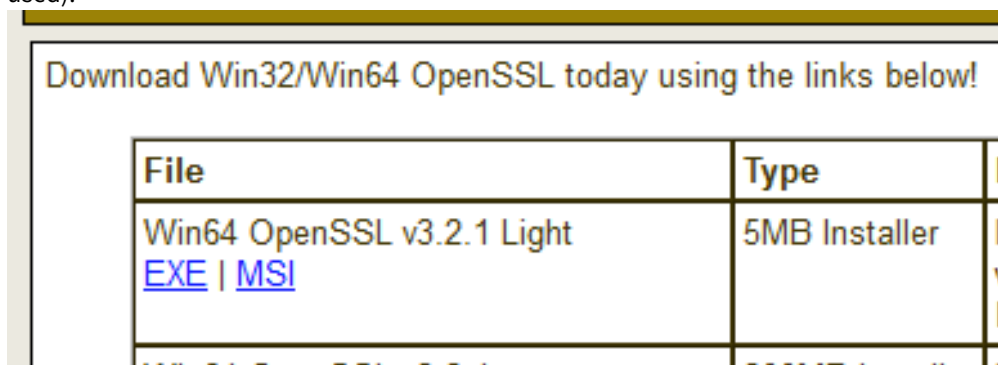 Download Win32/Win64 OpenSSL today using the links below!
File
Type
Win64 OpenSSL v3.2.1 Light
5MB Installer
EXE | MSI